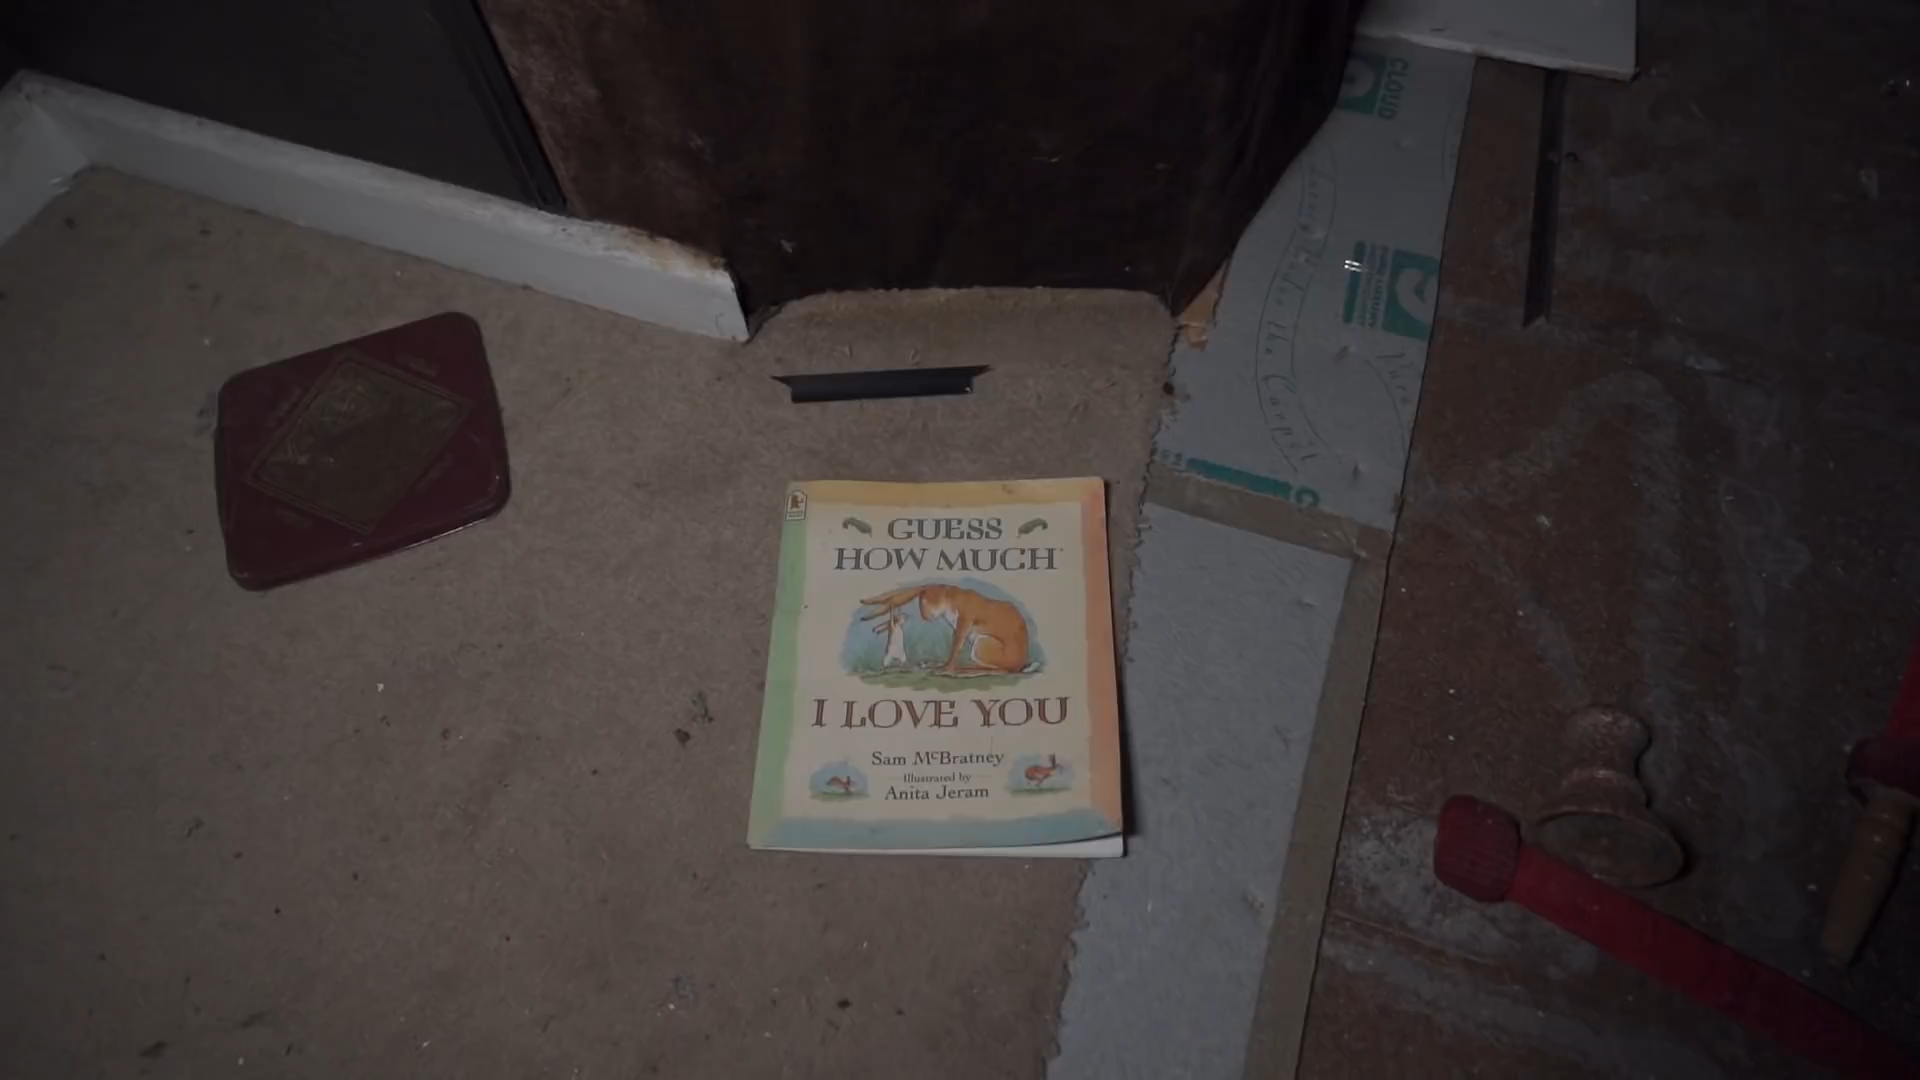 CLOUD
GUESS
HOW MUCH
I LOVE YOU
Sam McBratney
Illustrated by
Anita Jeram